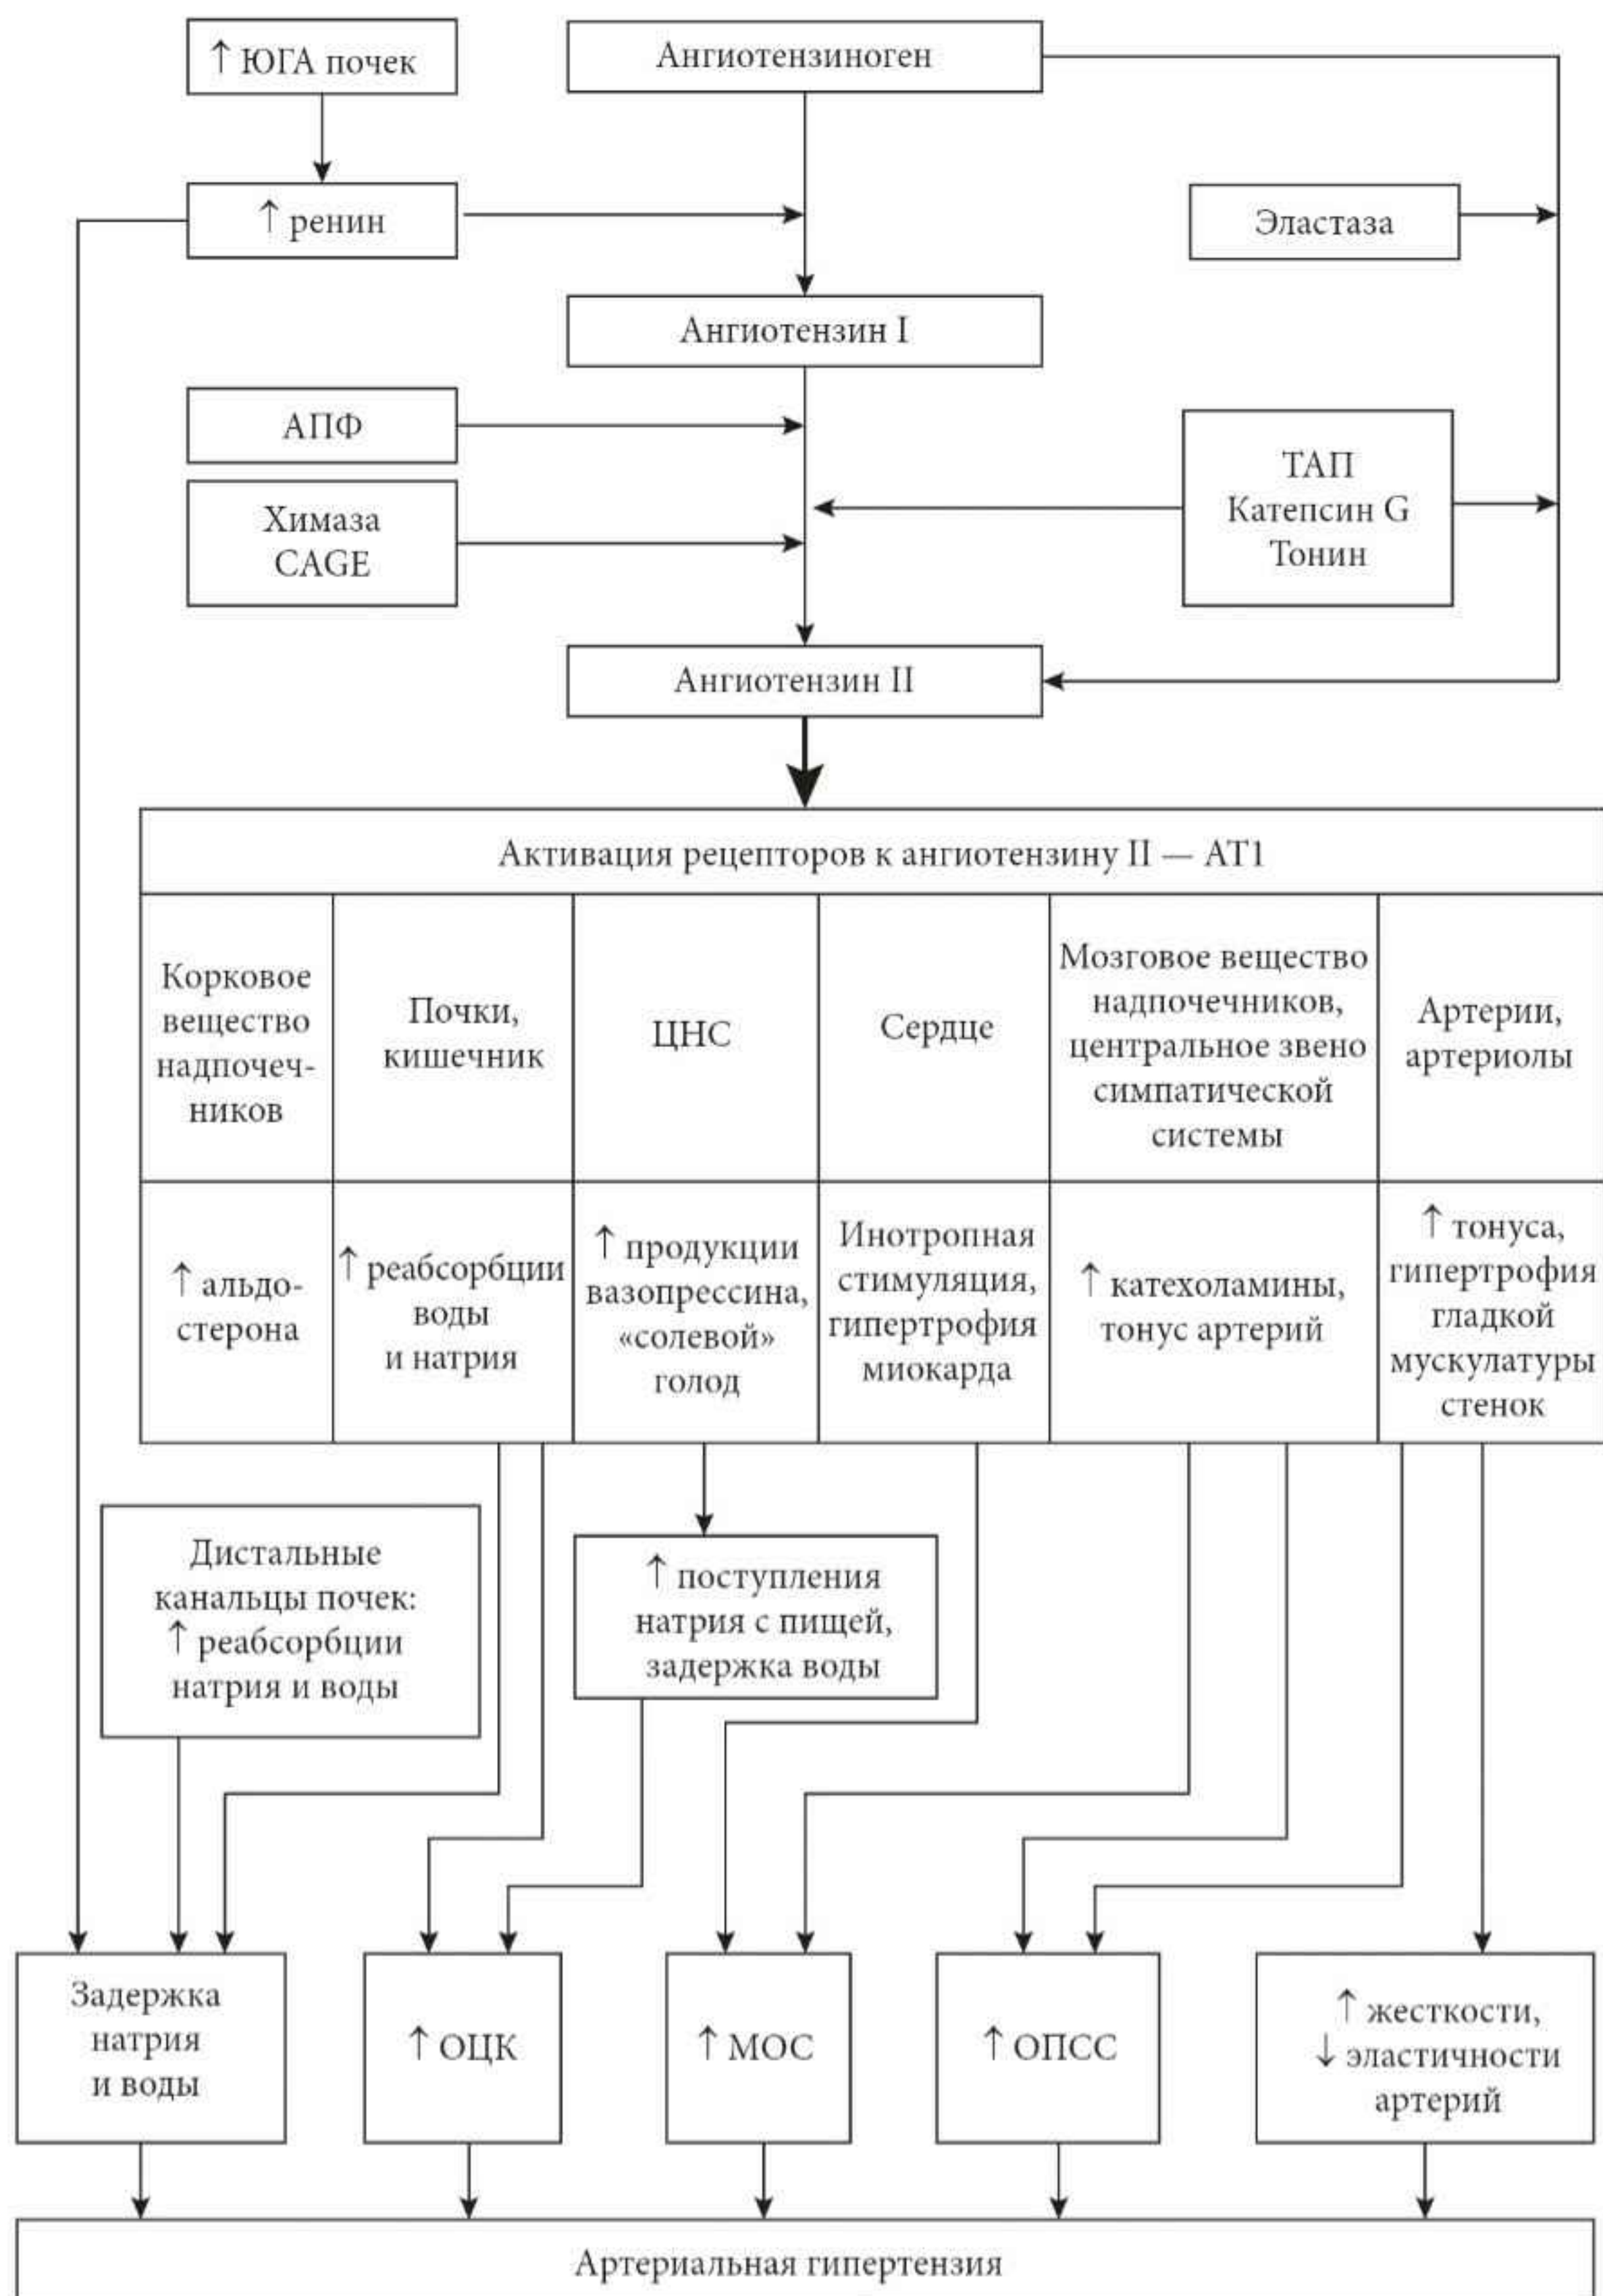 ↑ ЮГА почек
Ангиотензиноген
↑ ренин
Эластаза
Ангиотензин I
АПФ
Химаза
CAGE
ТАП
Катепсин G
Тонин
Ангиотензин II
Активация рецепторов к ангиотензину II — АТ1
Корковое
вещество
надпочеч-
ников
Почки,
кишечник
ЦНС
Сердце
Мозговое вещество
надпочечников,
центральное звено
симпатической
системы
Артерии,
артериолы
↑ альдо-
стерона
↑ реабсорбции
воды
и натрия
↑ продукции
вазопрессина,
«солевой»
голод
Инотропная
стимуляция,
гипертрофия
миокарда
↑ катехоламины,
тонус артерий
↑ тонуса,
гипертрофия
гладкой
мускулатуры
стенок
Дистальные
канальцы почек:
↑ реабсорбции
натрия и воды
↑ поступления
натрия с пищей,
задержка воды
Задержка
натрия
и воды
↑ ОЦК
↑ МОС
↑ ОПСС
↑ жесткости,
↓ эластичности
артерий
Артериальная гипертензия